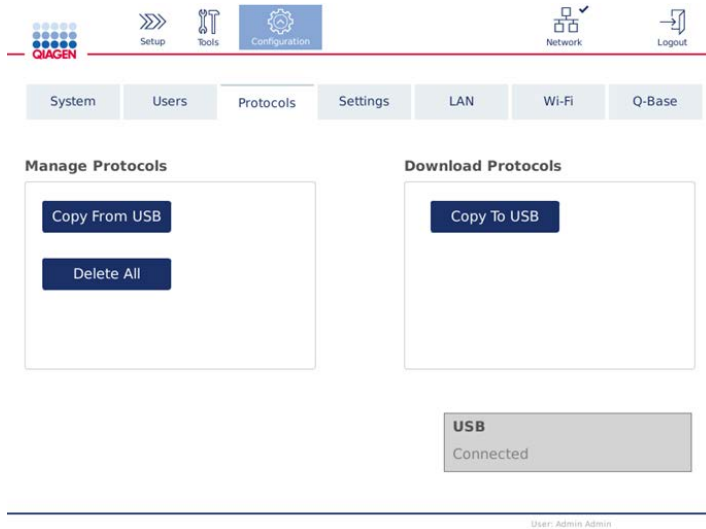 QIAGEN
Setup
Tools
Configuration
Network
Logout
System
Users
Protocols
Settings
LAN
Wi-Fi
Q-Base
Manage Protocols
Download Protocols
Copy From USB
Copy To USB
Delete All
USB
Connected
User: Admin Admin